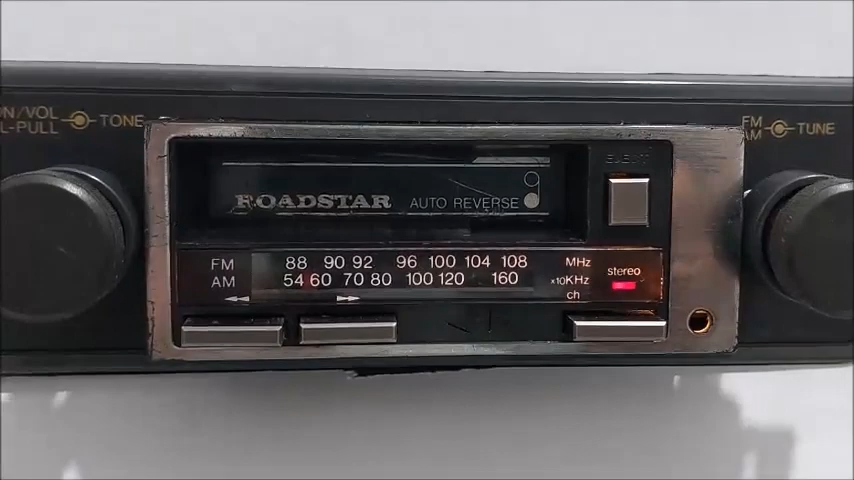 ON/VOL TONE
L-PULL
FM TUNE
AM
EJECT
ROADSTAR AUTO REVERSE
FM 88 90 92 96 100 104 108 MHz
AM 54 60 70 80 100 120 160 x10KHz
ch
stereo